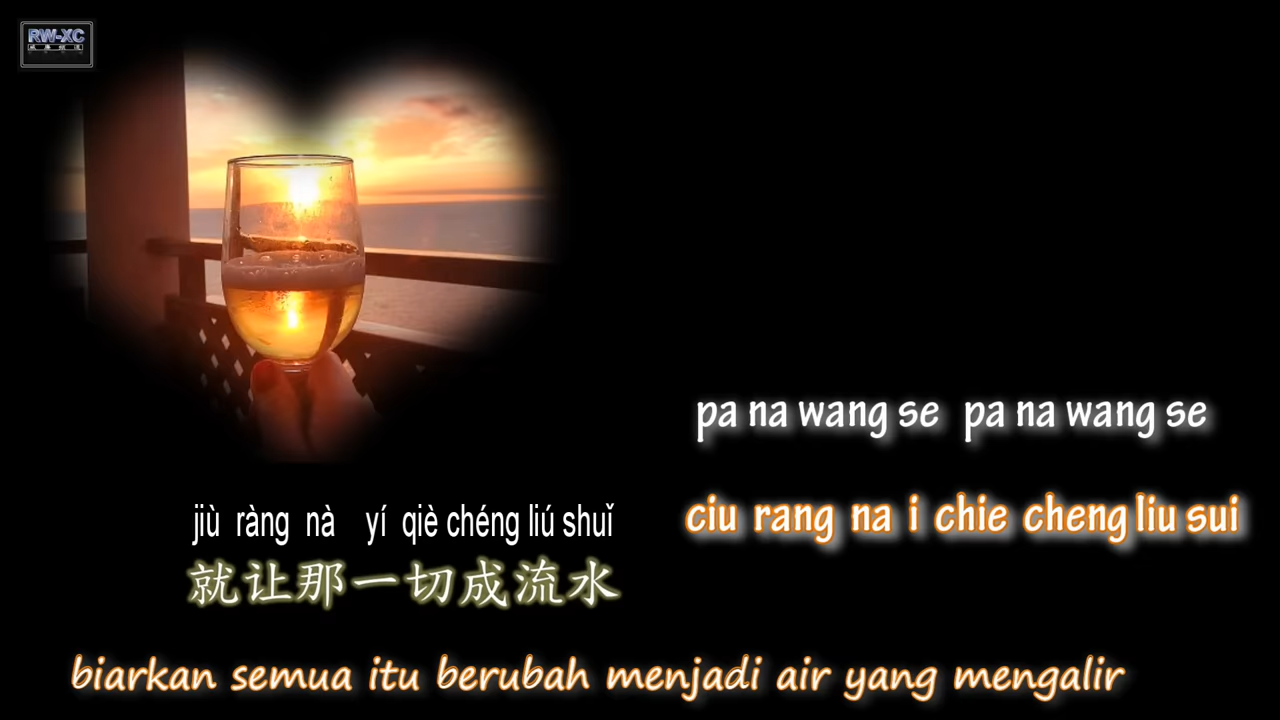 RW-XC
pa na wang se pa na wang se
jiù ràng nà yí qiè chéng liú shuǐ
ciu rang na i chie cheng liu sui
就让那一切成流水
biarkan semua itu berubah menjadi air yang mengalir